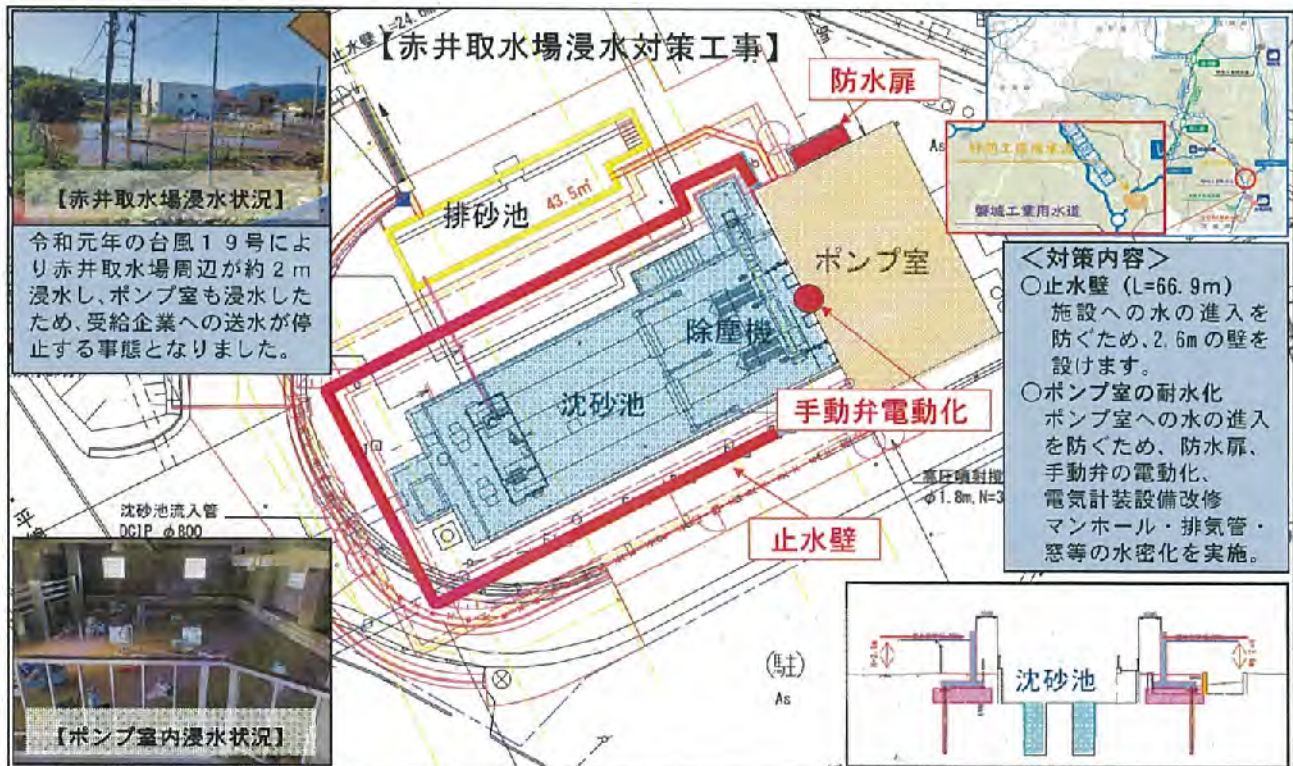 【赤井取水場浸水対策工事】
【赤井取水場浸水状況】
令和元年の台風１９号によ
り赤井取水場周辺が約２ｍ
浸水し、ポンプ室も浸水した
ため、受給企業への送水が停
止する事態となりました。
防水扉
As
排砂池
43.5㎡
ポンプ室
除塵機
沈砂池
手動弁電動化
止水壁
沈砂池流入管
DCIP φ800
φ1.8m, N=3
(駐)
As
【ポンプ室内浸水状況】
磐城工業用水道
＜対策内容＞
○止水壁 (L=66.9m)
施設への水の進入を
防ぐため、2.6mの壁を
設けます。
○ポンプ室の耐水化
ポンプ室への水の進入
を防ぐため、防水扉、
手動弁の電動化、
電気計装設備改修
マンホール・排気管・
窓等の水密化を実施。
沈砂池